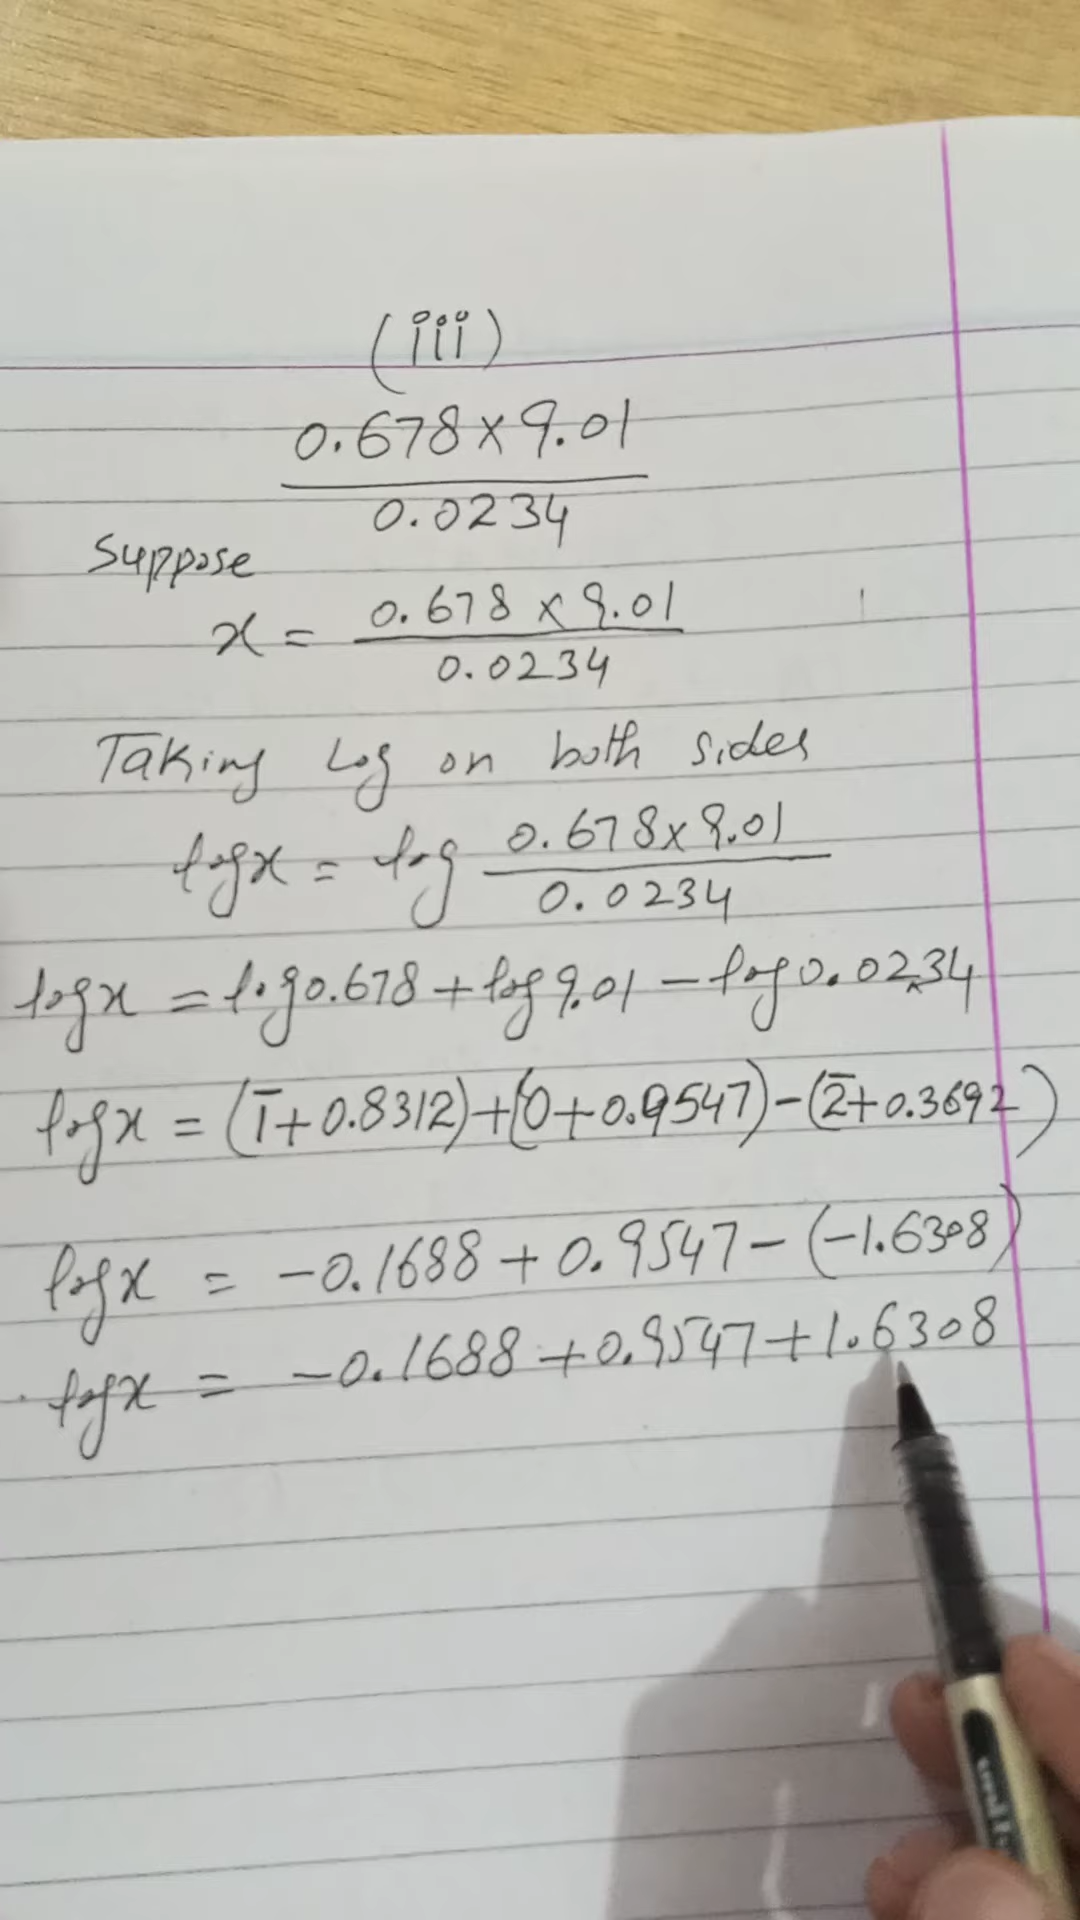 (iii)
0.678 x 9.01
0.0234
Suppose
x = 0.678 x 9.01
0.0234
Taking Log on both sides
log x = log 0.678 x 9.01
0.0234
log x = log 0.678 + log 9.01 - log 0.0234
log x = (1̄ + 0.8312) + (0 + 0.9547) - (2̄ + 0.3692)
log x = -0.1688 + 0.9547 - (-1.6308)
log x = -0.1688 + 0.9547 + 1.6308